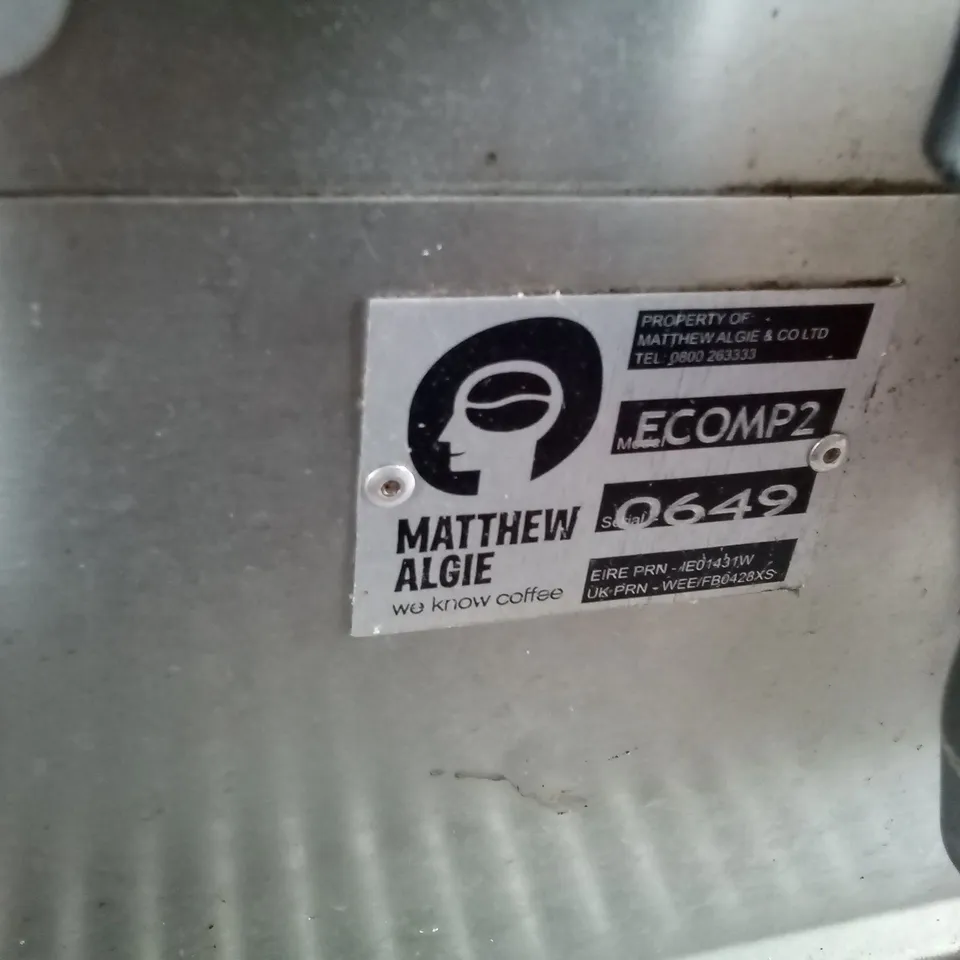 PROPERTY OF
MATTHEW ALGIE & CO LTD
TEL: 0800 263333
Model ECOMP2
Serial 0649
MATTHEW
ALGIE
we know coffee
EIRE PRN - IE01431W
UK PRN - WEE/FB0428XS